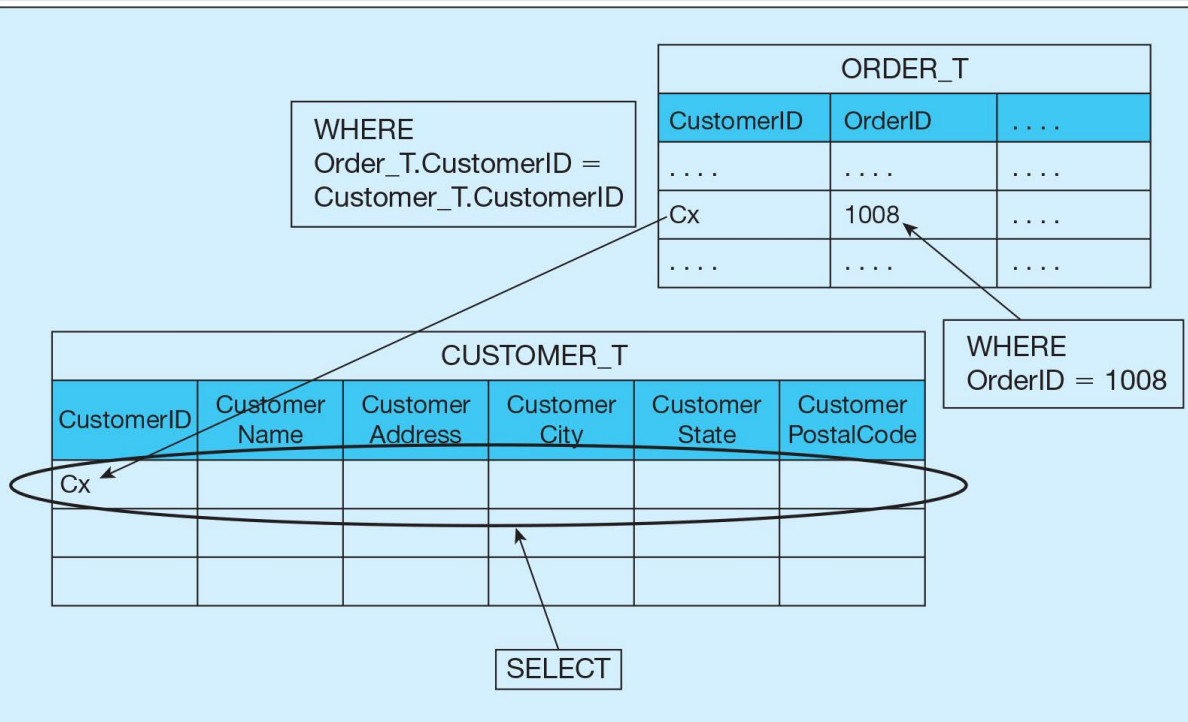 ORDER_T
CustomerID OrderID . . . .
. . . . . . . . . . . .
Cx 1008 . . . .
. . . . . . . . . . . .
WHERE
Order_T.CustomerID =
Customer_T.CustomerID
WHERE
OrderID = 1008
CUSTOMER_T
CustomerID
Customer
Name
Customer
Address
Customer
City
Customer
State
Customer
PostalCode
Cx
SELECT